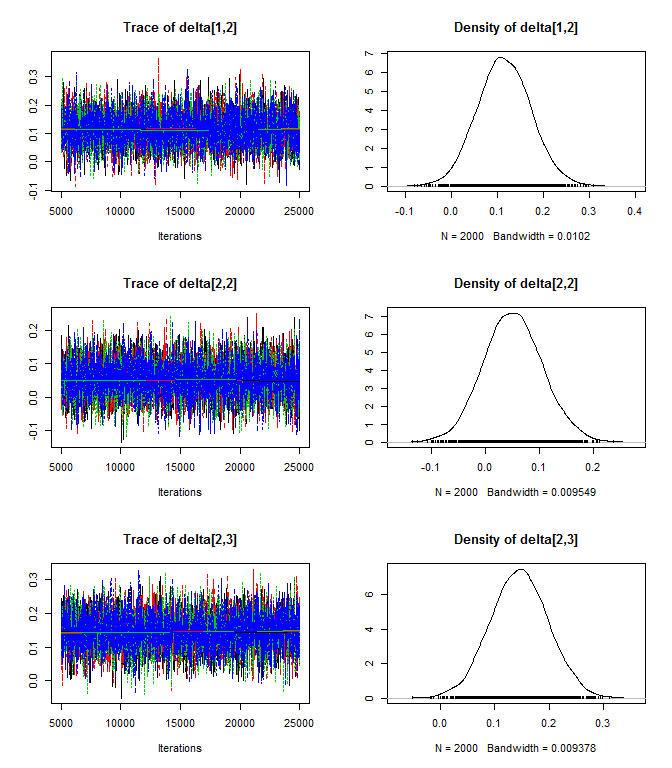 Trace of delta[1,2]
Density of delta[1,2]
-0.1 0.0 0.1 0.2 0.3
5000 10000 15000 20000 25000
Iterations
0 1 2 3 4 5 6 7
-0.1 0.0 0.1 0.2 0.3 0.4
N = 2000 Bandwidth = 0.0102
Trace of delta[2,2]
Density of delta[2,2]
-0.1 0.0 0.1 0.2
5000 10000 15000 20000 25000
Iterations
0 1 2 3 4 5 6 7
-0.1 0.0 0.1 0.2
N = 2000 Bandwidth = 0.009549
Trace of delta[2,3]
Density of delta[2,3]
0.0 0.1 0.2 0.3
5000 10000 15000 20000 25000
Iterations
0 2 4 6
0.0 0.1 0.2 0.3
N = 2000 Bandwidth = 0.009378